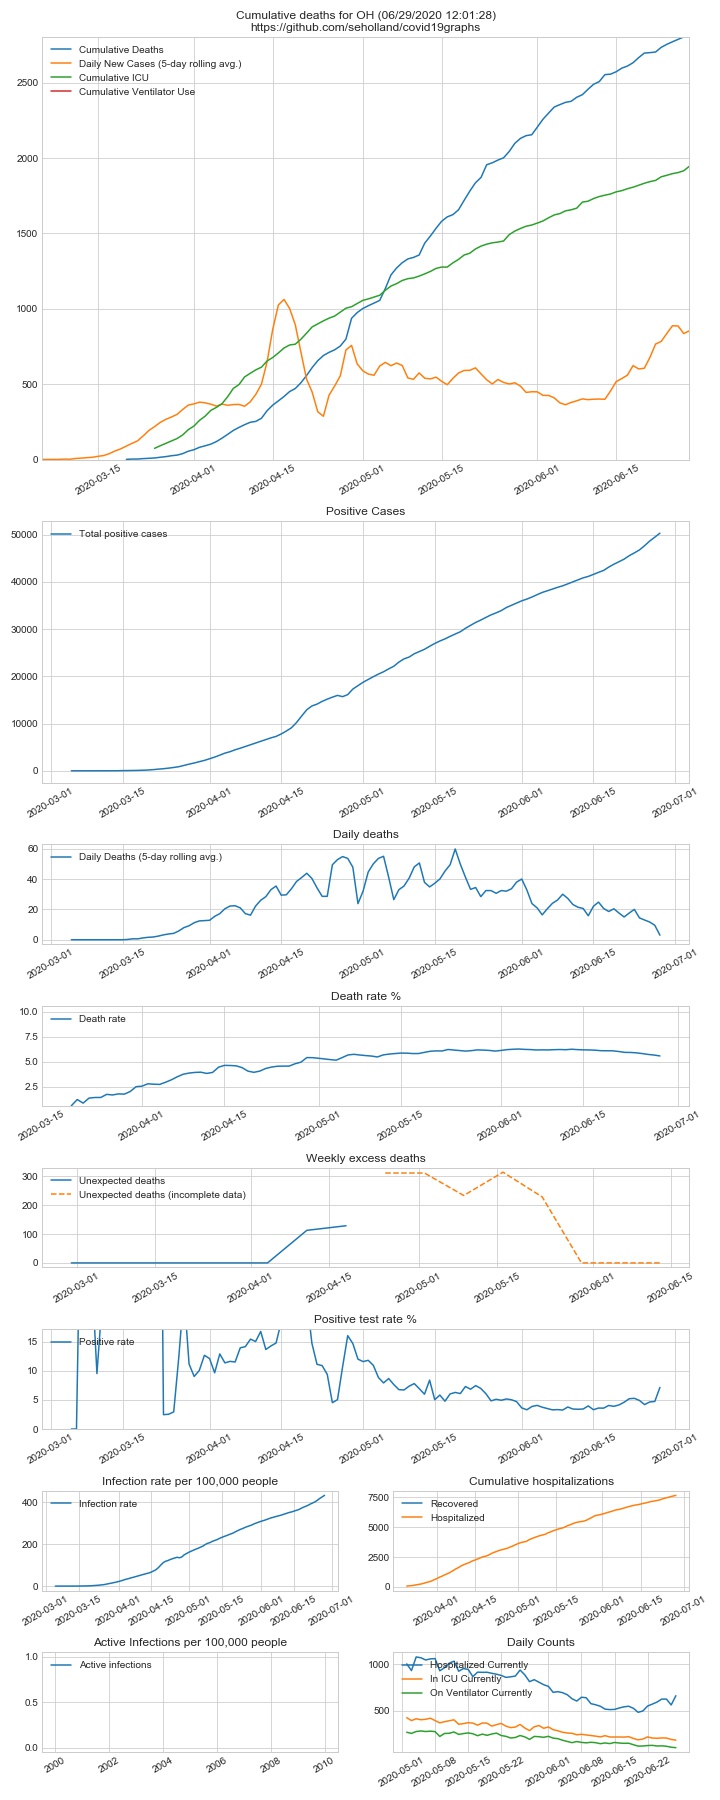 Cumulative deaths for OH (06/29/2020 12:01:28)
https://github.com/seholland/covid19graphs
Cumulative Deaths
Daily New Cases (5-day rolling avg.)
Cumulative ICU
Cumulative Ventilator Use
2500
2000
1500
1000
500
0
2020-03-15 2020-04-01 2020-04-15 2020-05-01 2020-05-15 2020-06-01 2020-06-15
Positive Cases
Total positive cases
50000
40000
30000
20000
10000
0
2020-03-01 2020-03-15 2020-04-01 2020-04-15 2020-05-01 2020-05-15 2020-06-01 2020-06-15 2020-07-01
Daily deaths
Daily Deaths (5-day rolling avg.)
60
40
20
0
2020-03-01 2020-03-15 2020-04-01 2020-04-15 2020-05-01 2020-05-15 2020-06-01 2020-06-15 2020-07-01
Death rate %
Death rate
10.0
7.5
5.0
2.5
2020-03-15 2020-04-01 2020-04-15 2020-05-01 2020-05-15 2020-06-01 2020-06-15 2020-07-01
Weekly excess deaths
Unexpected deaths
Unexpected deaths (incomplete data)
300
200
100
0
2020-03-01 2020-03-15 2020-04-01 2020-04-15 2020-05-01 2020-05-15 2020-06-01 2020-06-15
Positive test rate %
Positive rate
15
10
5
0
2020-03-01 2020-03-15 2020-04-01 2020-04-15 2020-05-01 2020-05-15 2020-06-01 2020-06-15 2020-07-01
Infection rate per 100,000 people
Infection rate
400
200
0
2020-03-01 2020-03-15 2020-04-01 2020-04-15 2020-05-01 2020-05-15 2020-06-01 2020-06-15 2020-07-01
Cumulative hospitalizations
Recovered
Hospitalized
7500
5000
2500
0
2020-04-01 2020-04-15 2020-05-01 2020-05-15 2020-06-01 2020-06-15 2020-07-01
Active Infections per 100,000 people
Active infections
1.0
0.5
0.0
2000 2002 2004 2006 2008 2010
Daily Counts
Hospitalized Currently
In ICU Currently
On Ventilator Currently
1000
500
2020-05-01 2020-05-08 2020-05-15 2020-05-22 2020-06-01 2020-06-08 2020-06-15 2020-06-22